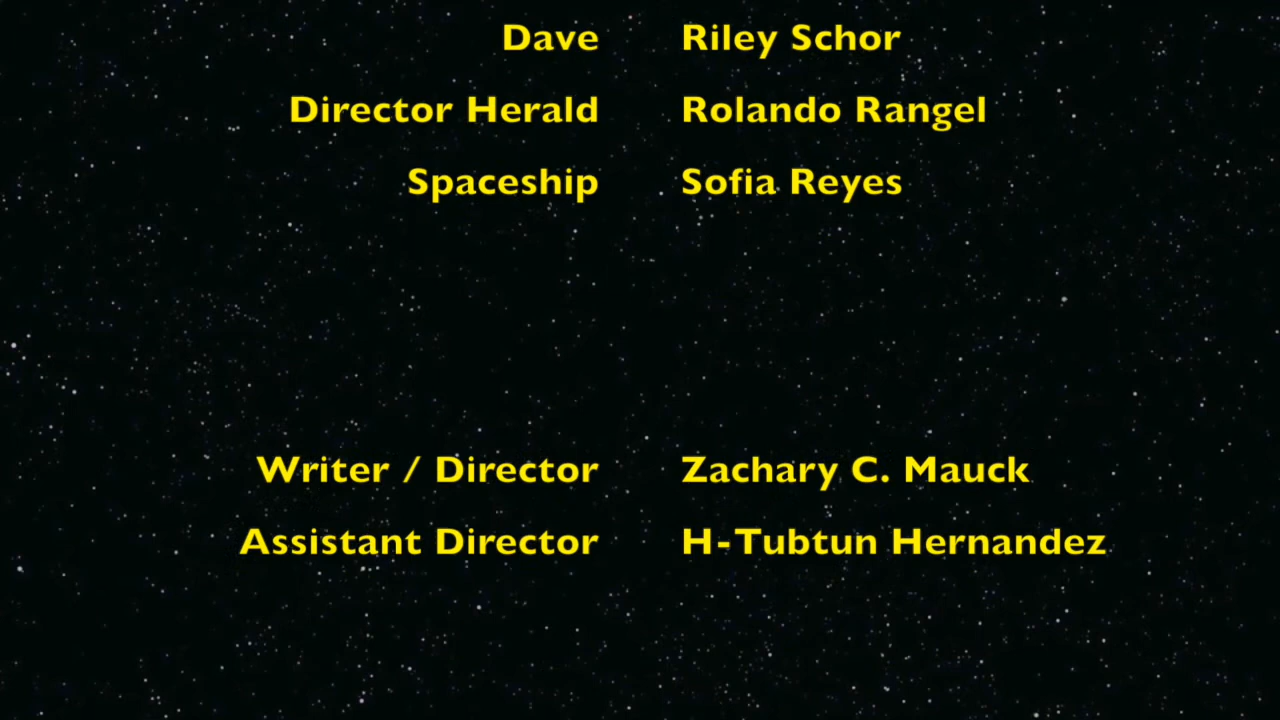 Dave Riley Schor
Director Herald Rolando Rangel
Spaceship Sofia Reyes
Writer / Director Zachary C. Mauck
Assistant Director H-Tubtun Hernandez